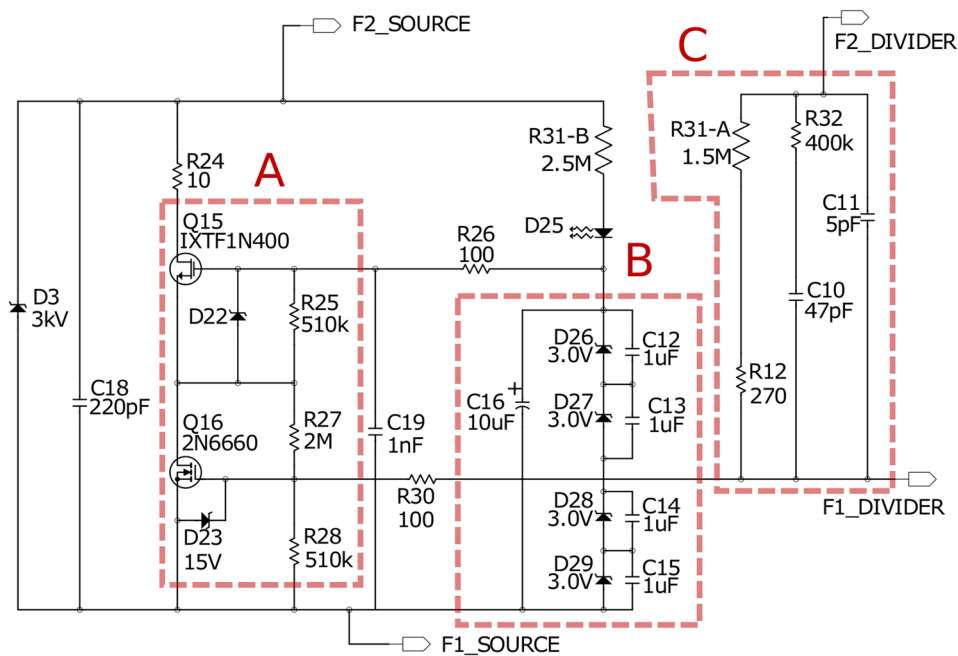 F2_SOURCE
F2_DIVIDER
C
R31-B
2.5M
R31-A
1.5M
R32
400k
R24
10
A
Q15
IXTF1N400
C11
5pF
D25
R26
100
B
D3
3kV
D22
R25
510k
C10
47pF
D26
3.0V
C12
1uF
R12
270
C18
220pF
C16
10uF
+
D27
3.0V
C13
1uF
Q16
2N6660
R27
2M
C19
1nF
R30
100
F1_DIVIDER
D28
3.0V
C14
1uF
D23
15V
R28
510k
D29
3.0V
C15
1uF
F1_SOURCE